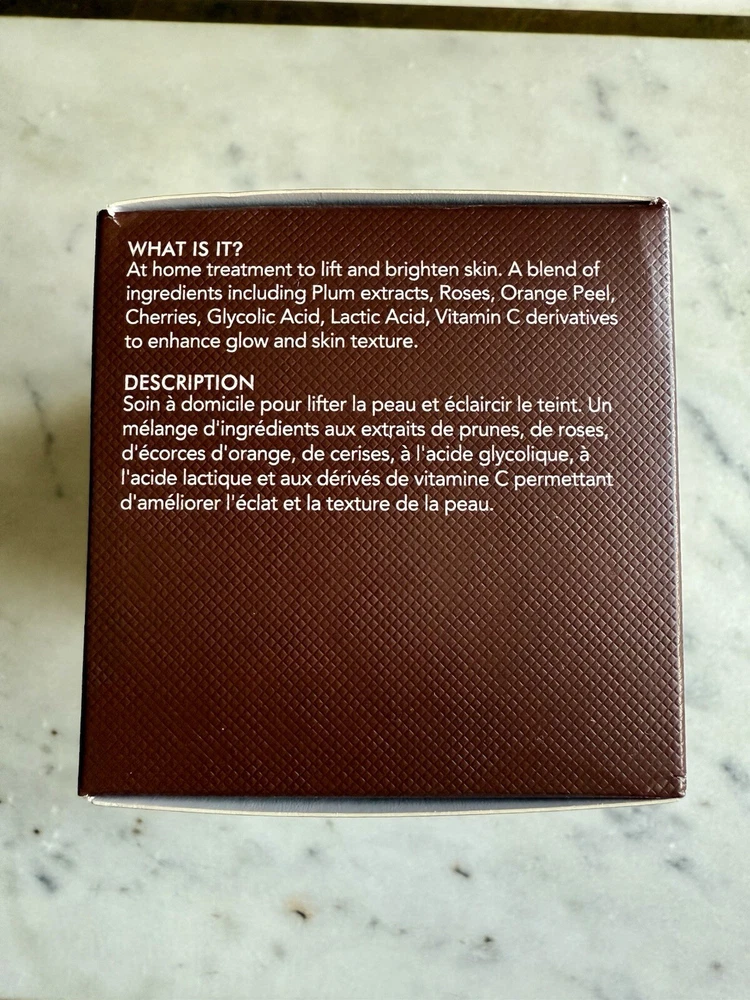 WHAT IS IT?
At home treatment to lift and brighten skin. A blend of
ingredients including Plum extracts, Roses, Orange Peel,
Cherries, Glycolic Acid, Lactic Acid, Vitamin C derivatives
to enhance glow and skin texture.
DESCRIPTION
Soin à domicile pour lifter la peau et éclaircir le teint. Un
mélange d'ingrédients aux extraits de prunes, de roses,
d'écorces d'orange, de cerises, à l'acide glycolique, à
l'acide lactique et aux dérivés de vitamine C permettant
d'améliorer l'éclat et la texture de la peau.